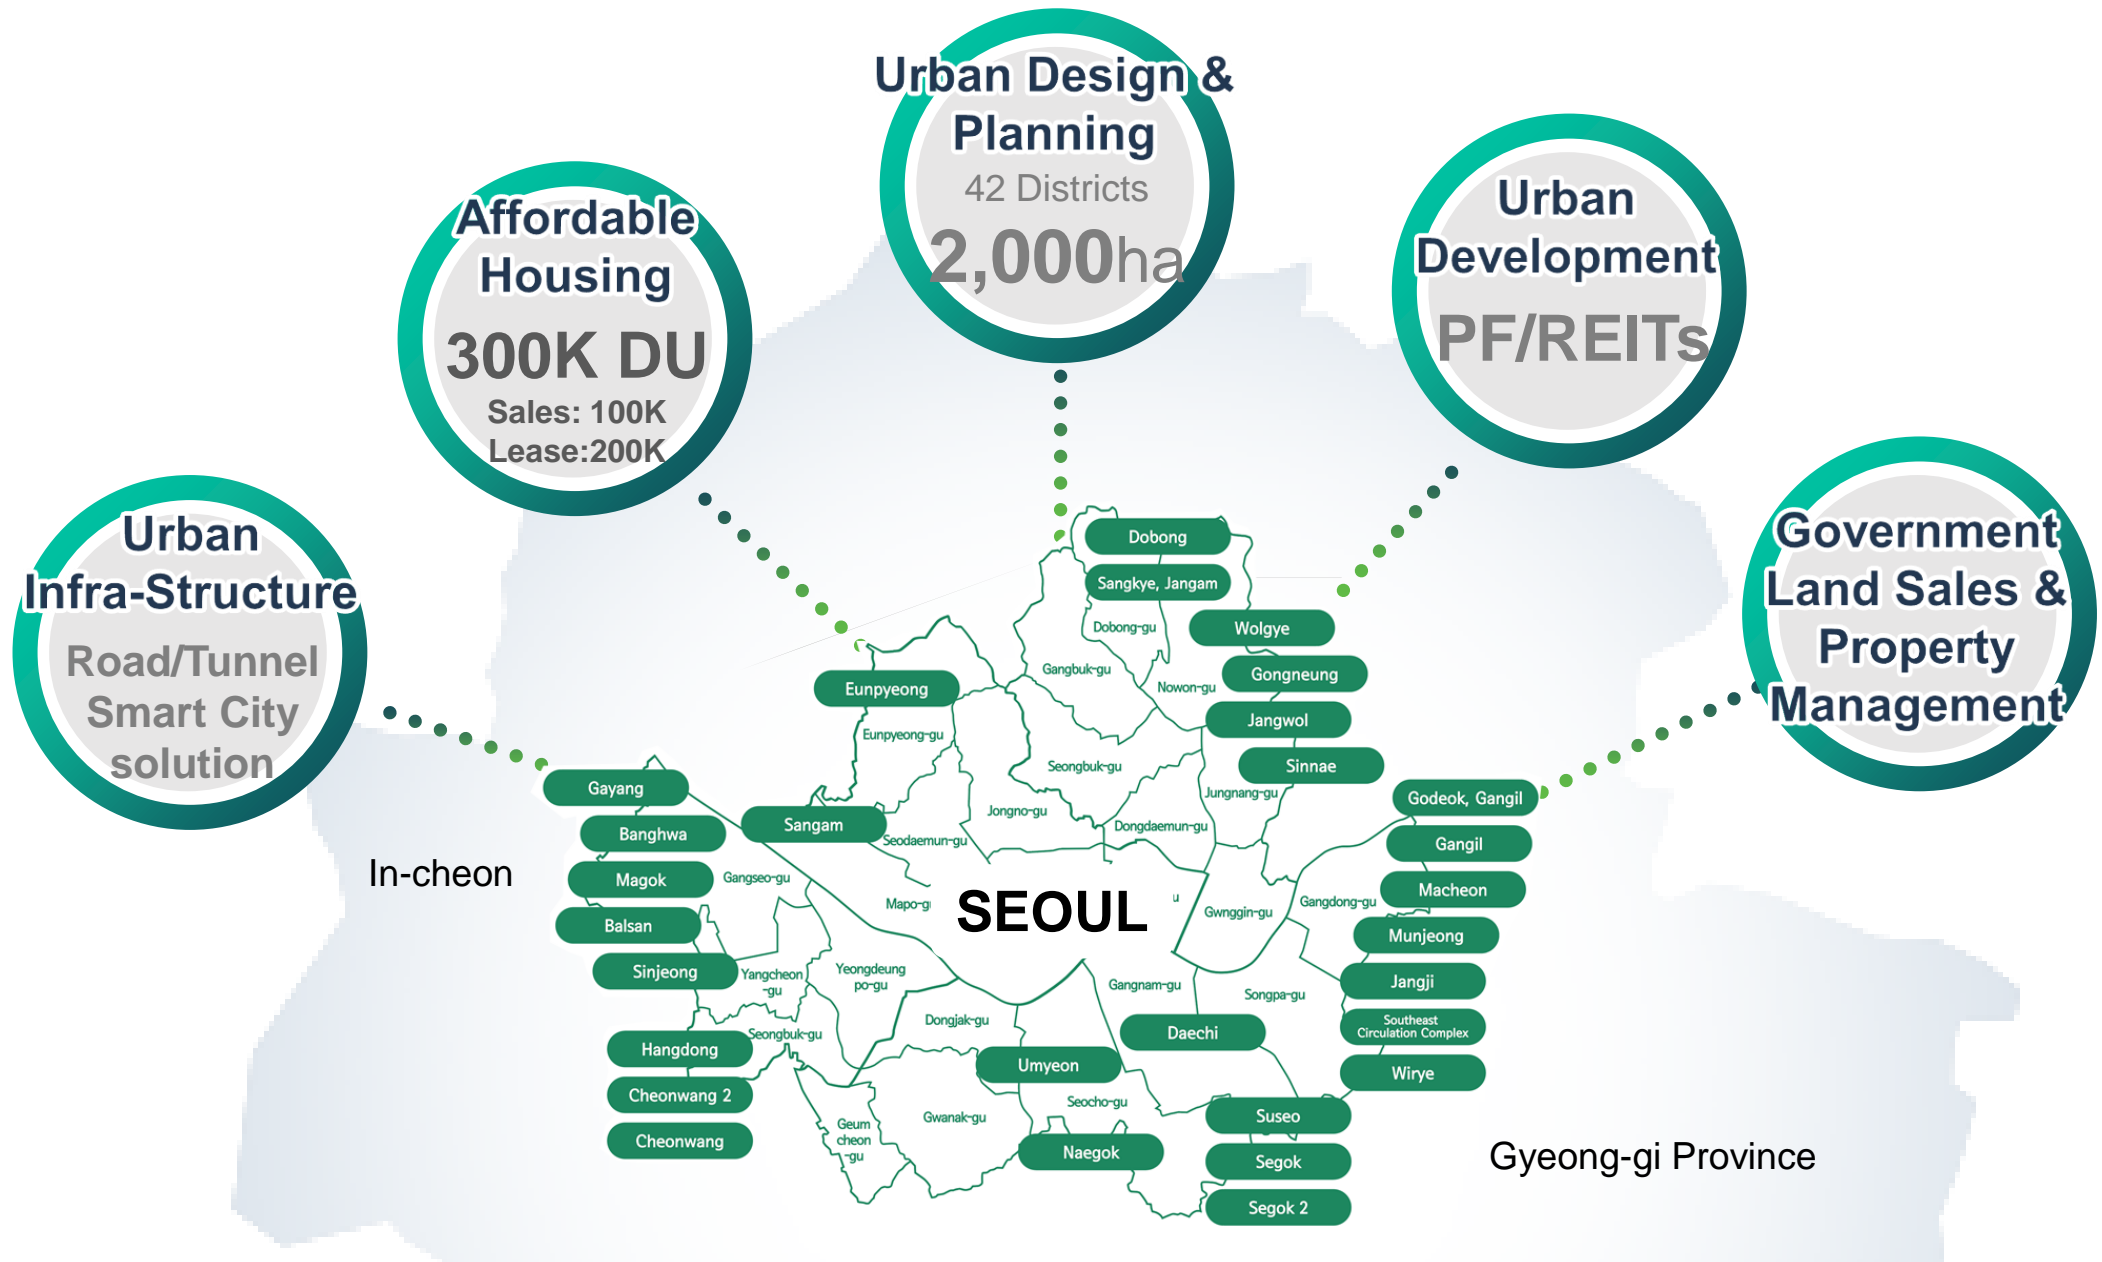 Urban Design &
Planning
42 Districts
2,000ha
Affordable
Housing
300K DU
Sales: 100K
Lease:200K
Urban
Development
PF/REITs
Urban
Infra-Structure
Road/Tunnel
Smart City
solution
Government
Land Sales &
Property
Management
Dobong
Sangkye, Jangam
Dobong-gu
Wolgye
Gangbuk-gu
Gongneung
Nowon-gu
Eunpyeong
Jangwol
Eunpyeong-gu
Seongbuk-gu
Sinnae
Gayang
Jungnang-gu
Godeok, Gangil
Jongno-gu
Sangam
Dongdaemun-gu
Banghwa
Seodaemun-gu
Gangil
In-cheon
Magok
Gangseo-gu
Macheon
Mapo-g
SEOUL
u
Gwnggin-gu
Gangdong-gu
Balsan
Munjeong
Sinjeong
Yangcheon
-gu
Yeongdeung
po-gu
Gangnam-gu
Songpa-gu
Jangji
Dongjak-gu
Southeast
Circulation Complex
Seongbuk-gu
Daechi
Hangdong
Umyeon
Wirye
Cheonwang 2
Seocho-gu
Gwanak-gu
Suseo
Geum
cheon
-gu
Cheonwang
Naegok
Segok
Gyeong-gi Province
Segok 2